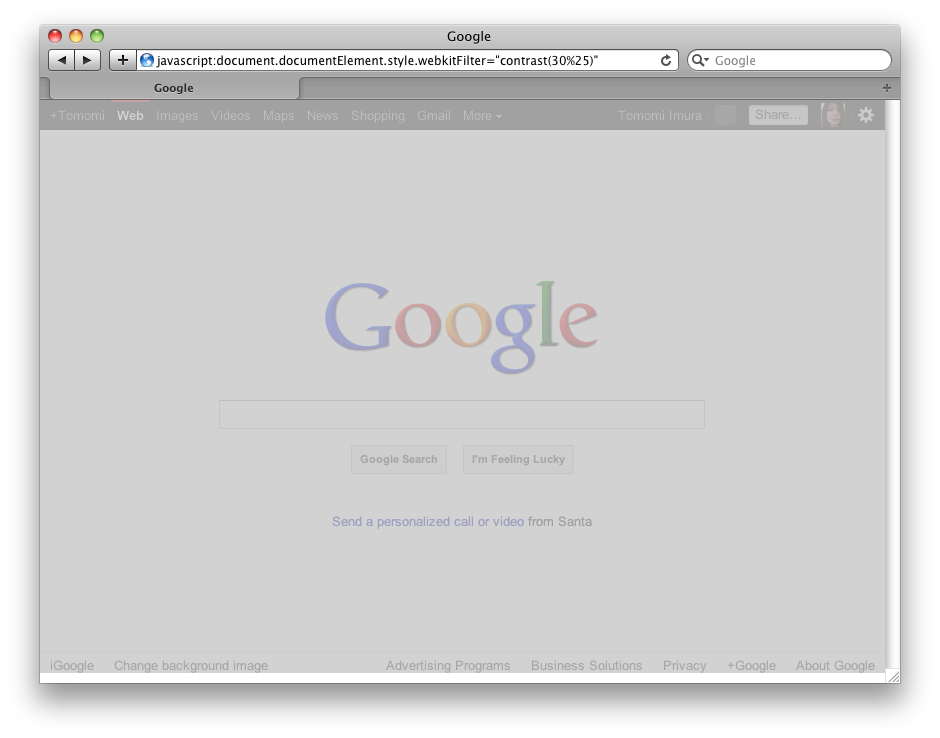 Google
javascript:document.documentElement.style.webkitFilter="contrast(30%25)"
Google
Google
+Tomomi Web Images Videos Maps News Shopping Gmail More Tomomi Imura Share...
Google
Google Search I'm Feeling Lucky
Send a personalized call or video from Santa
iGoogle Change background image Advertising Programs Business Solutions Privacy +Google About Google